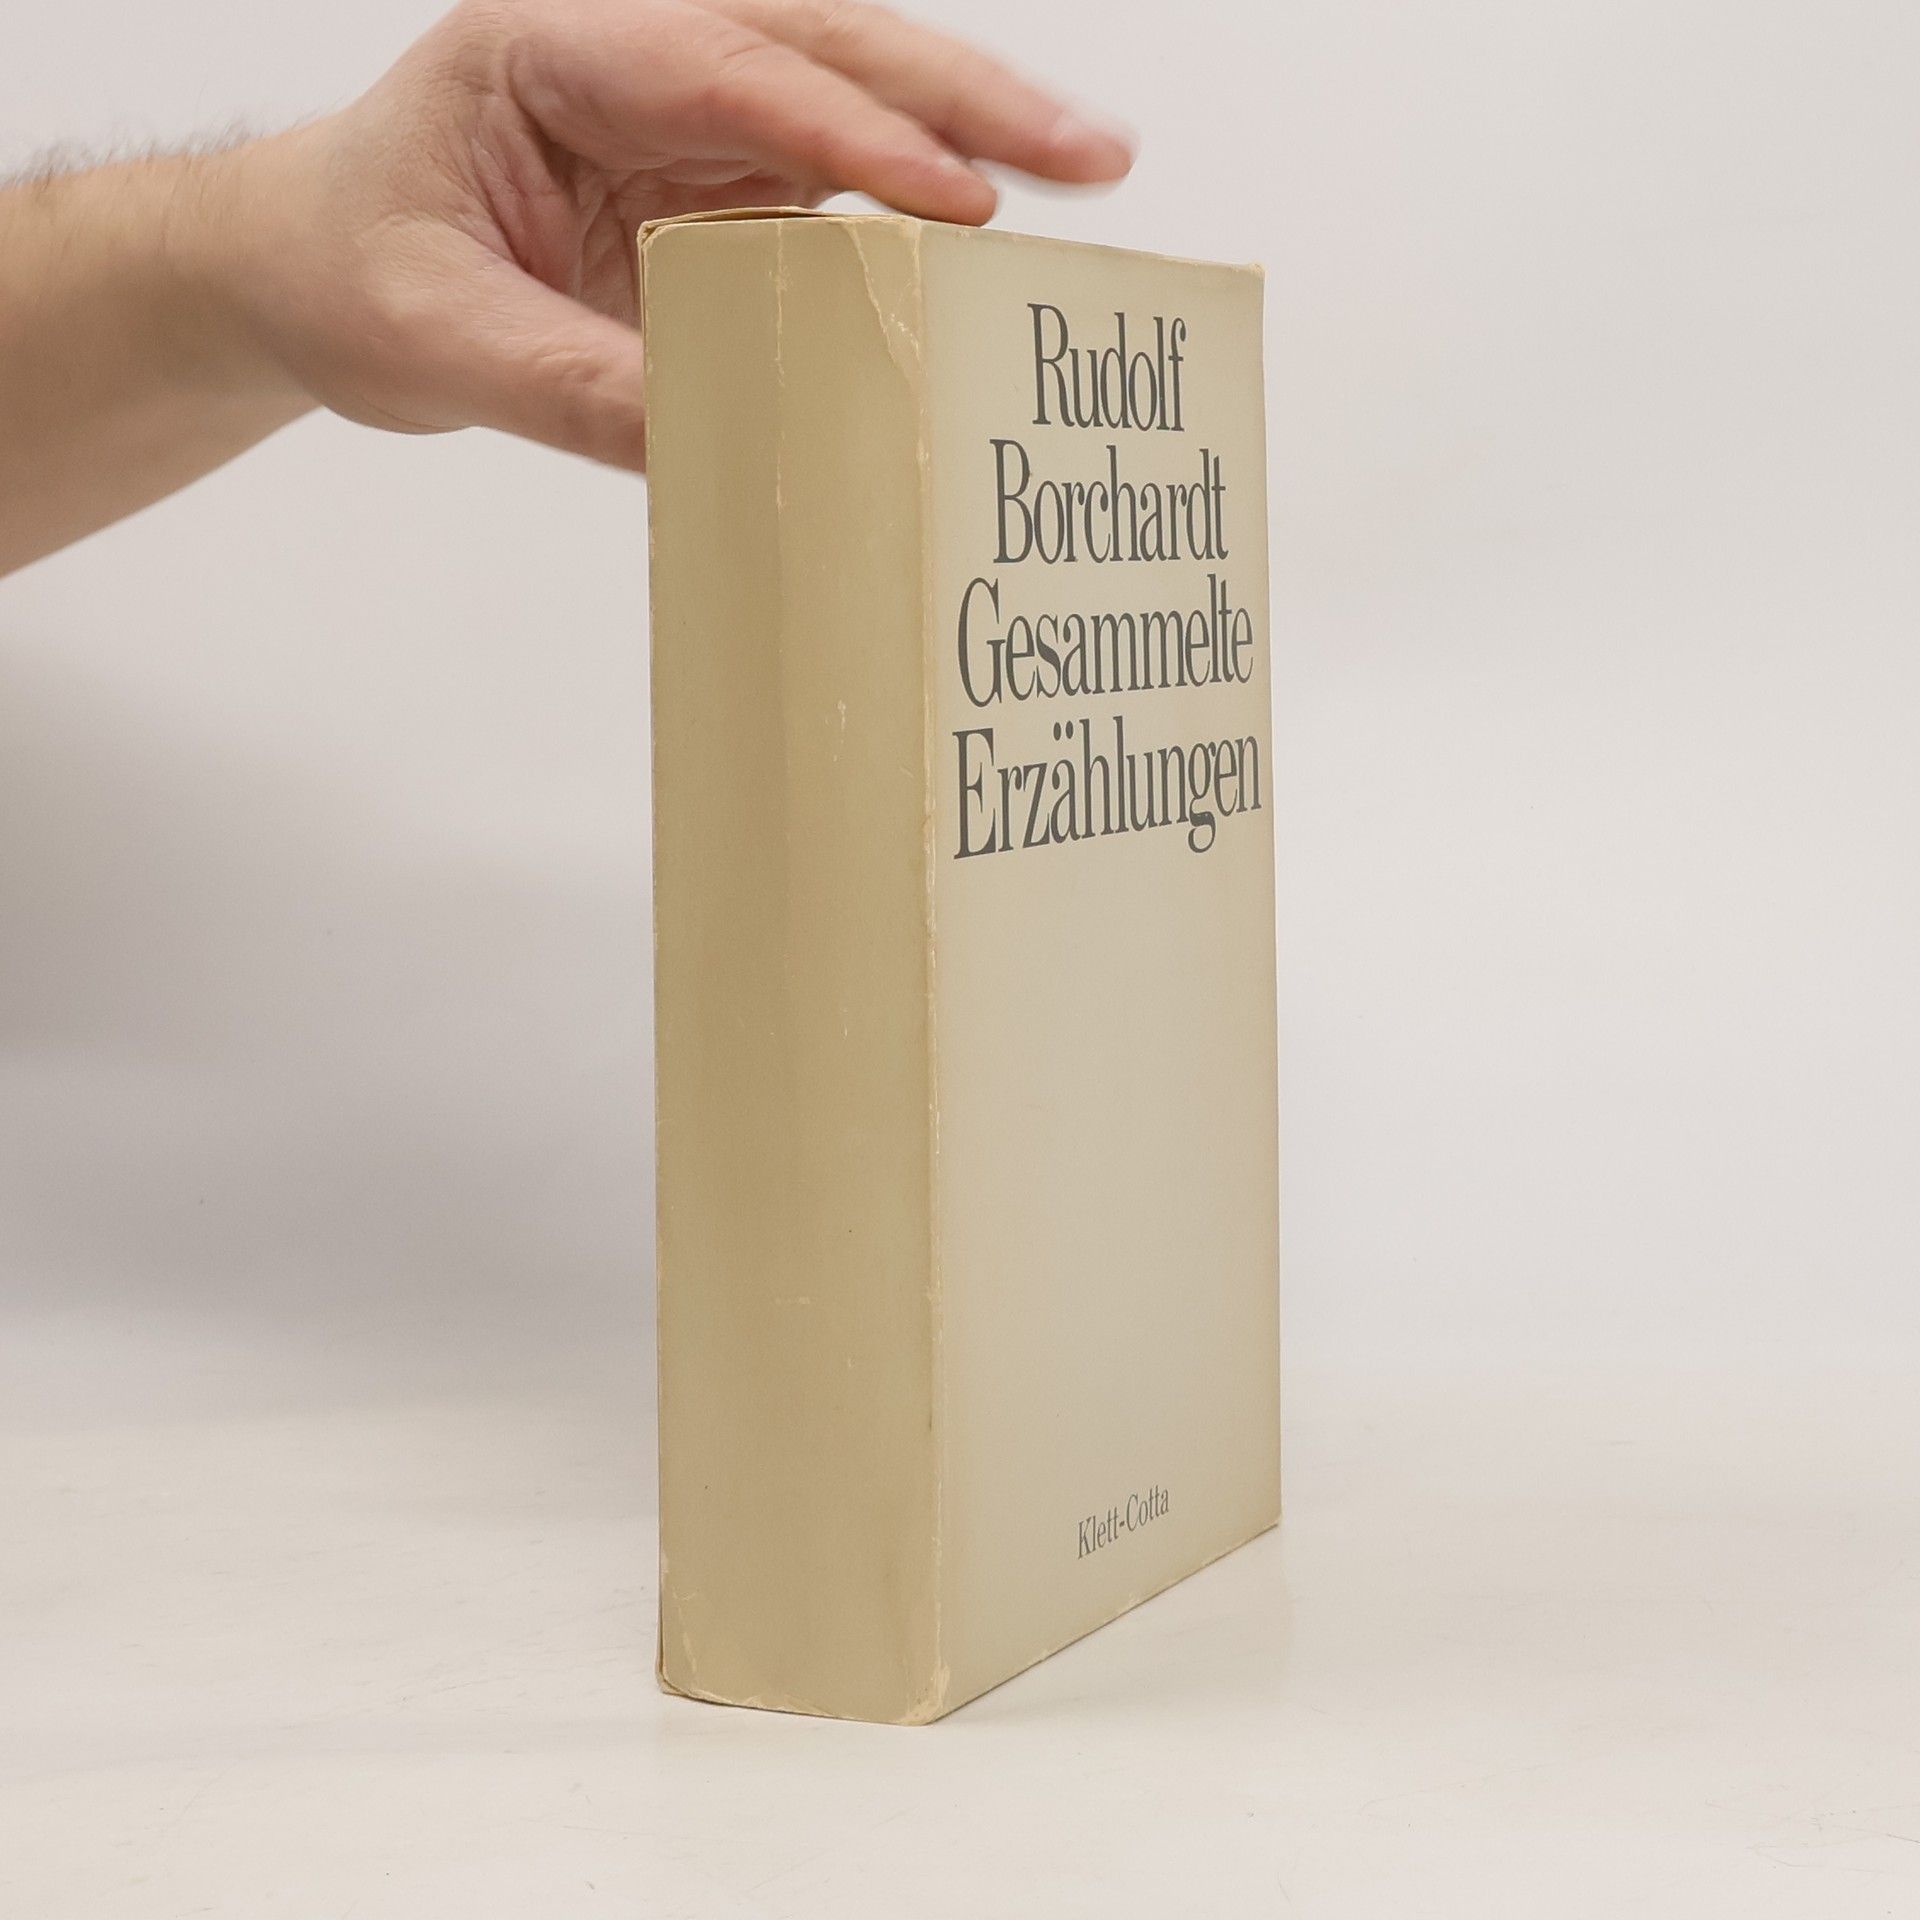 Rudolf
Borchardt
Gesammelte
Erzählungen
Klett-Cotta